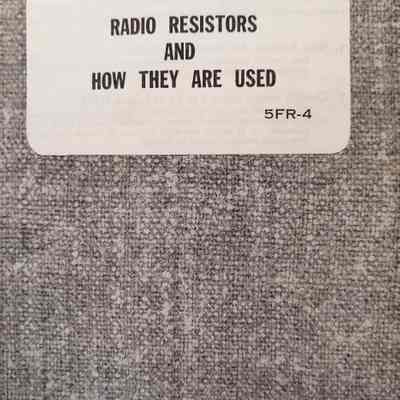 RADIO RESISTORS
AND
HOW THEY ARE USED
5FR-4